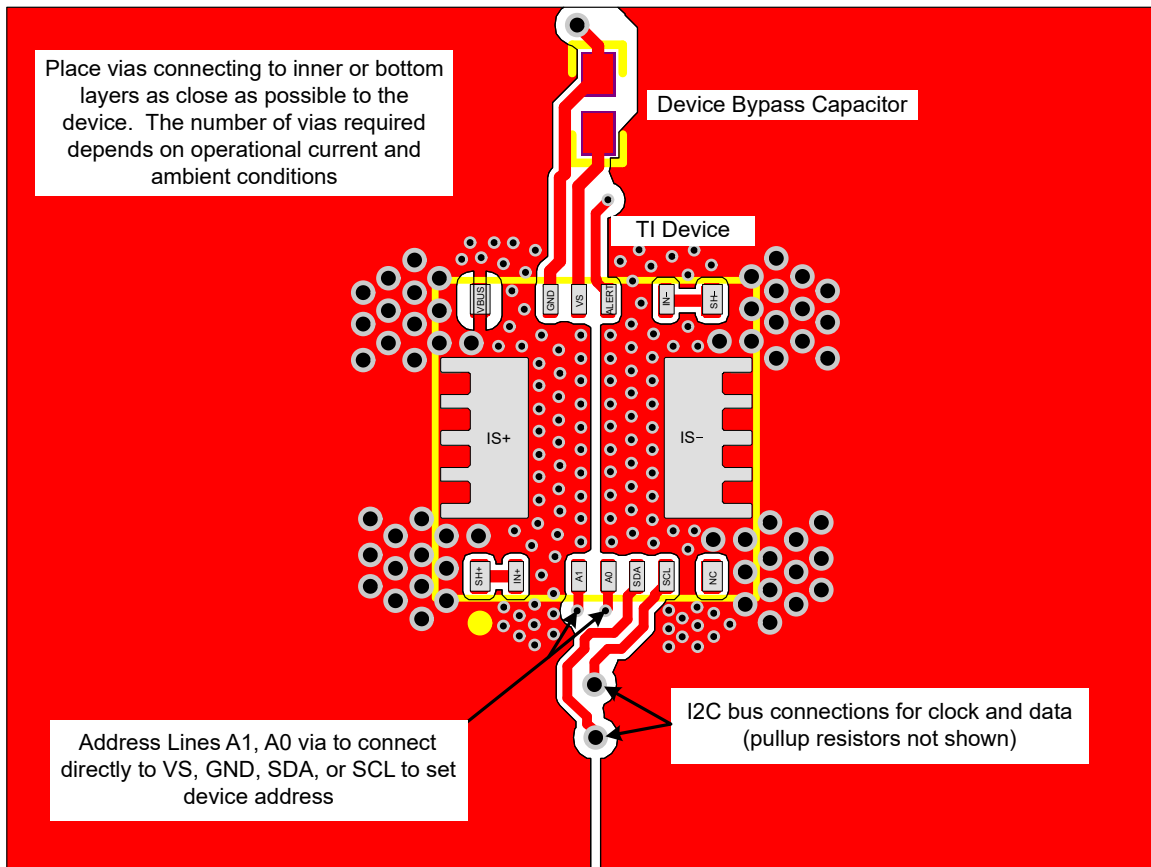 Place vias connecting to inner or bottom
layers as close as possible to the
device.  The number of vias required
depends on operational current and
ambient conditions
Device Bypass Capacitor
TI Device
VBUS
GND
VS
ALERT
IN−
SH−
IS+
IS−
SH+
IN+
A1
A0
SDA
SCL
NC
Address Lines A1, A0 via to connect
directly to VS, GND, SDA, or SCL to set
device address
I2C bus connections for clock and data
(pullup resistors not shown)